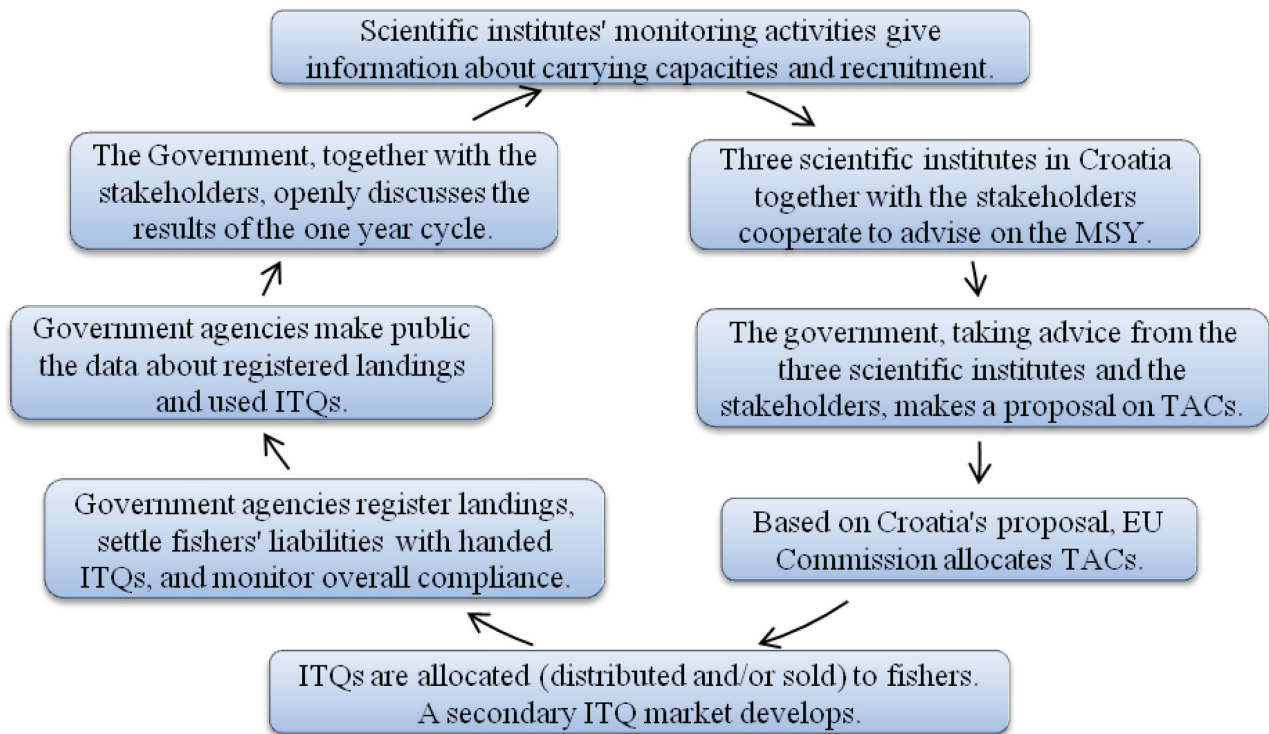 Scientific institutes' monitoring activities give
information about carrying capacities and recruitment.
Three scientific institutes in Croatia
together with the stakeholders
cooperate to advise on the MSY.
The government, taking advice from the
three scientific institutes and the
stakeholders, makes a proposal on TACs.
Based on Croatia's proposal, EU
Commission allocates TACs.
ITQs are allocated (distributed and/or sold) to fishers.
A secondary ITQ market develops.
Government agencies register landings,
settle fishers' liabilities with handed
ITQs, and monitor overall compliance.
Government agencies make public
the data about registered landings
and used ITQs.
The Government, together with the
stakeholders, openly discusses the
results of the one year cycle.